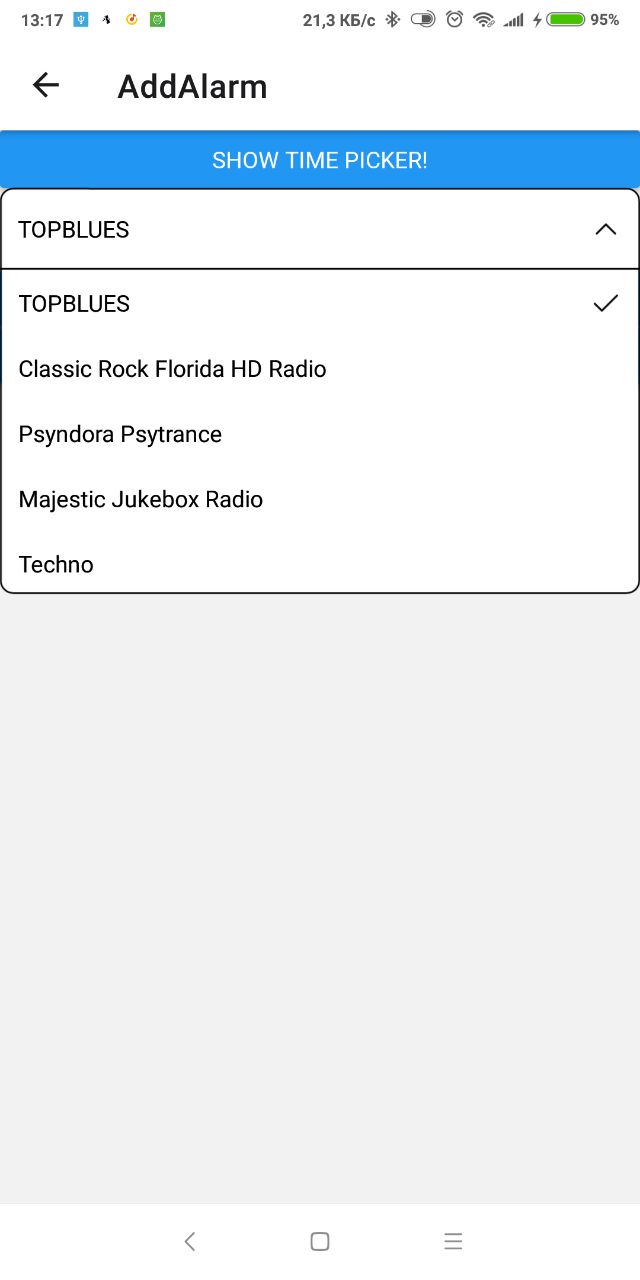 13:17 21,3 КБ/с 95%
AddAlarm
SHOW TIME PICKER!
TOPBLUES
TOPBLUES
Classic Rock Florida HD Radio
Psyndora Psytrance
Majestic Jukebox Radio
Techno